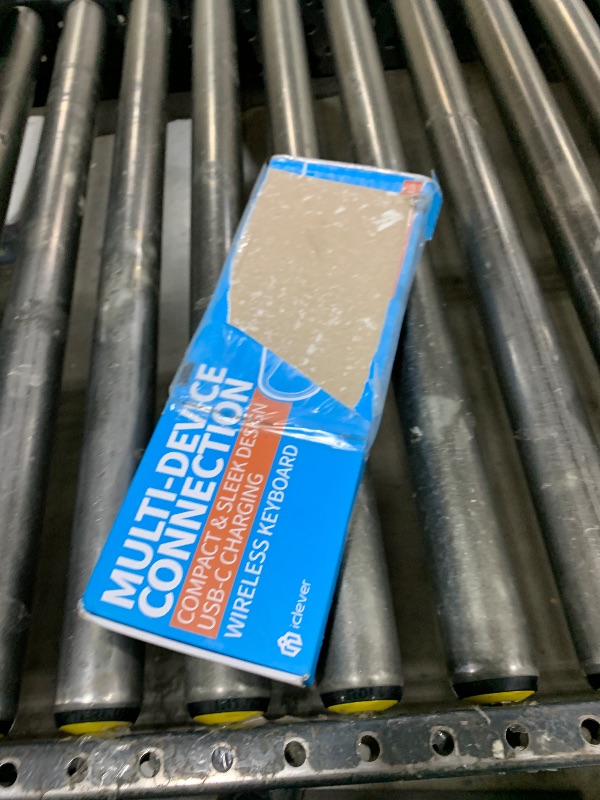 MULTI-DEVICE
CONNECTION
COMPACT & SLEEK DESIGN
USB-C CHARGING
WIRELESS KEYBOARD
iclever